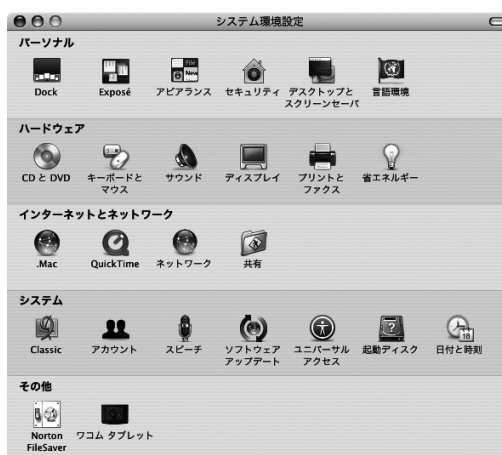 システム環境設定
パーソナル
Dock
Exposé
File
New
アピアランス
セキュリティ
デスクトップと
スクリーンセーバ
言語環境
ハードウェア
CD と DVD
キーボードと
マウス
サウンド
ディスプレイ
プリントと
ファクス
省エネルギー
インターネットとネットワーク
.Mac
QuickTime
ネットワーク
共有
システム
Classic
アカウント
スピーチ
ソフトウェア
アップデート
ユニバーサル
アクセス
?
起動ディスク
18
日付と時刻
その他
Norton
FileSaver
ワコム タブレット